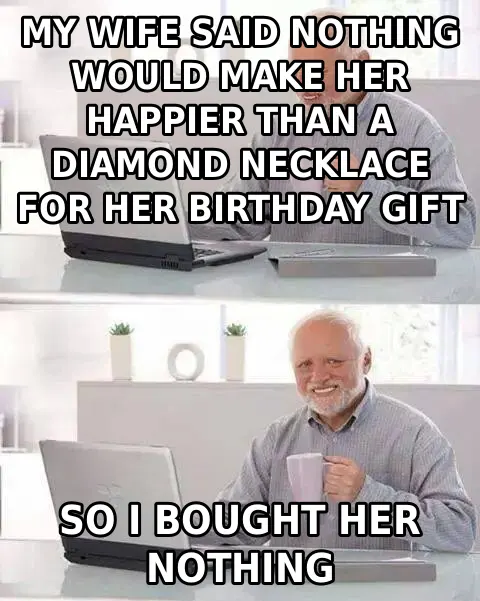 MY WIFE SAID NOTHING
WOULD MAKE HER
HAPPIER THAN A
DIAMOND NECKLACE
FOR HER BIRTHDAY GIFT
SO I BOUGHT HER
NOTHING